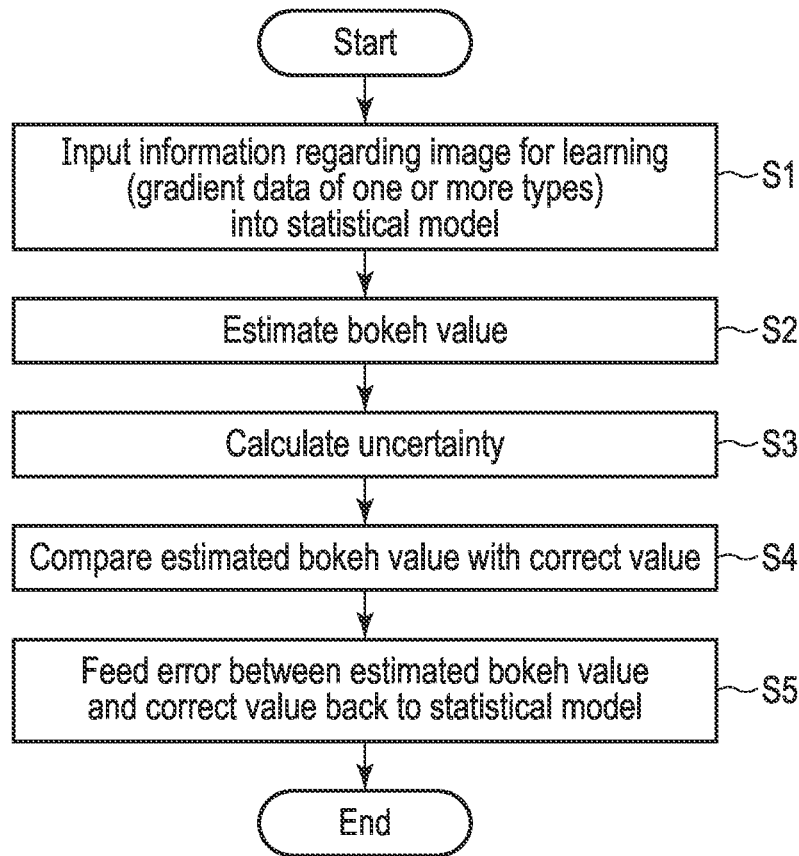 Start
Input information regarding image for learning
(gradient data of one or more types)
into statistical model
S1
Estimate bokeh value
S2
Calculate uncertainty
S3
Compare estimated bokeh value with correct value
S4
Feed error between estimated bokeh value
and correct value back to statistical model
S5
End